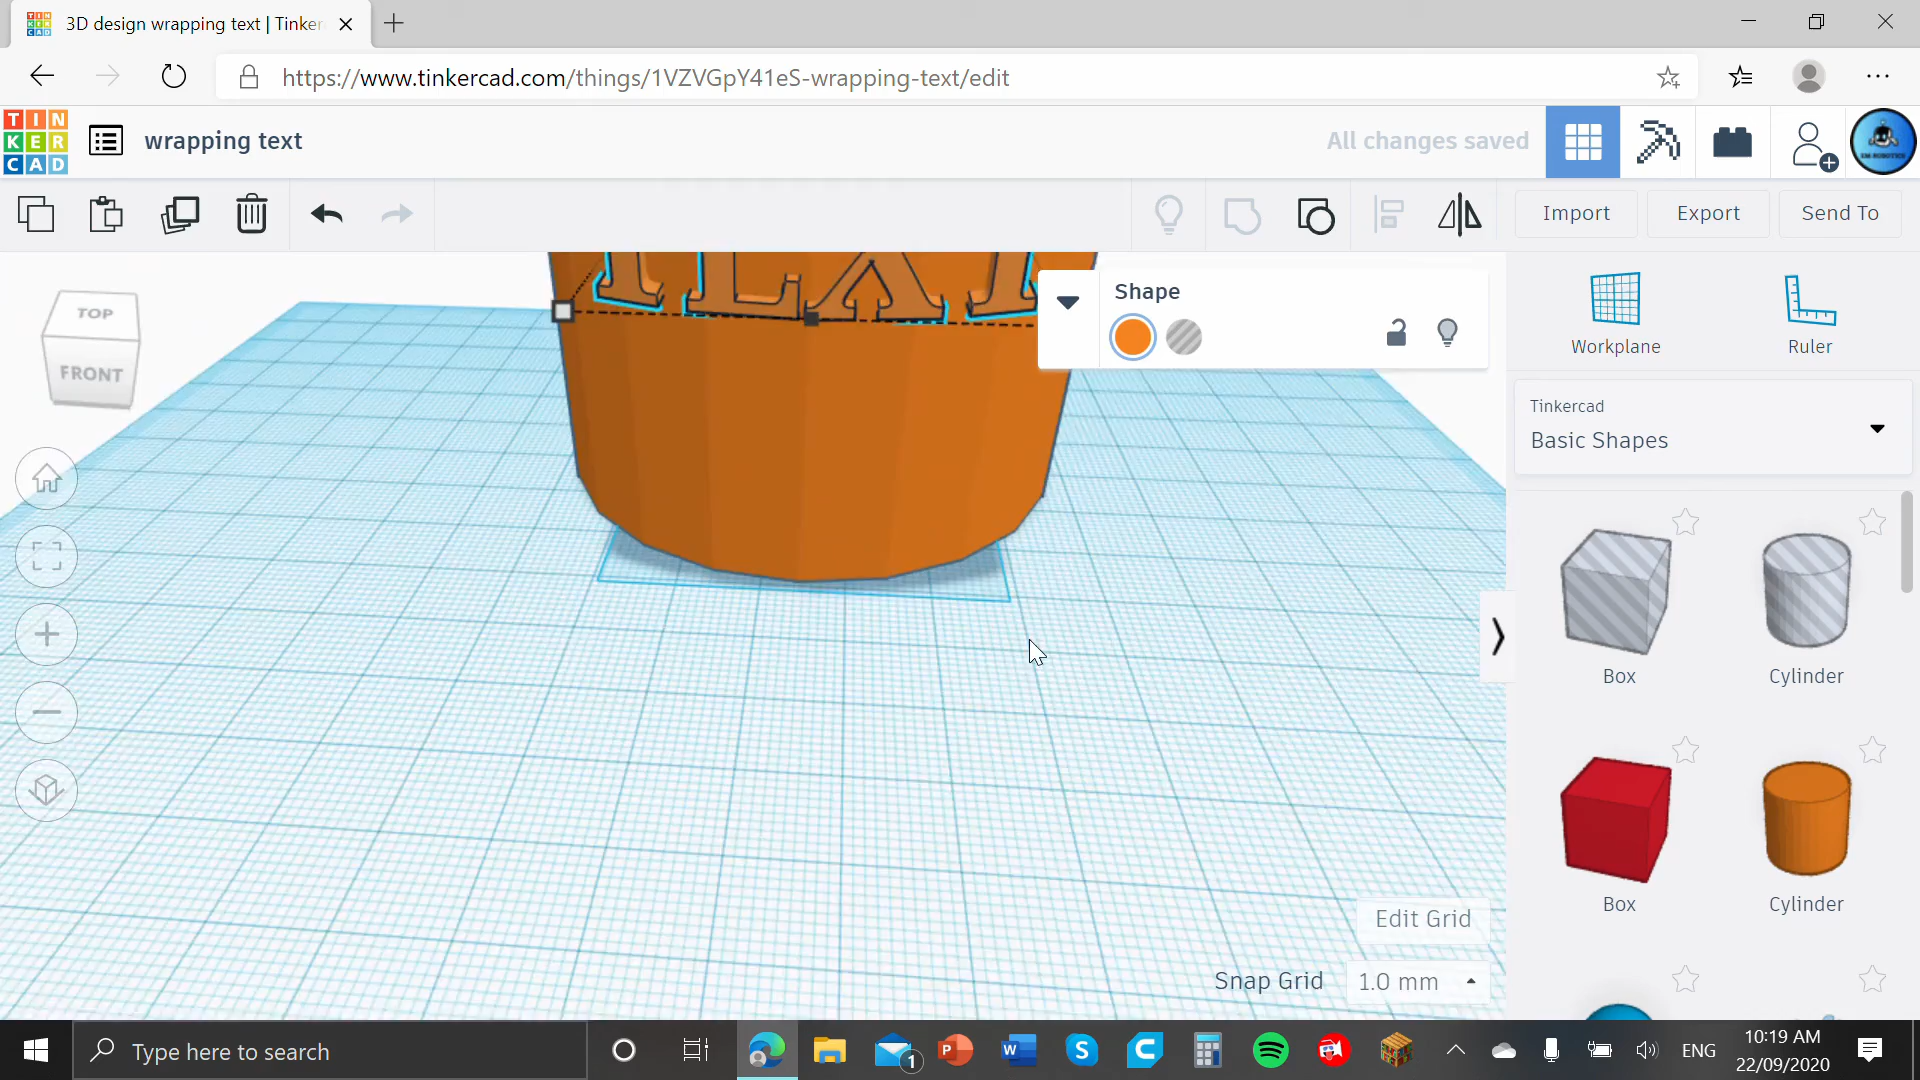 3D design wrapping text | Tinker
https://www.tinkercad.com/things/1VZVGpY41eS-wrapping-text/edit
TIN
KER
CAD
wrapping text
All changes saved
Import
Export
Send To
TOP
FRONT
TEXT
Shape
Workplane
Ruler
Tinkercad
Basic Shapes
Box
Cylinder
Box
Cylinder
Edit Grid
Snap Grid
1.0 mm
Type here to search
1
ENG
10:19 AM
22/09/2020